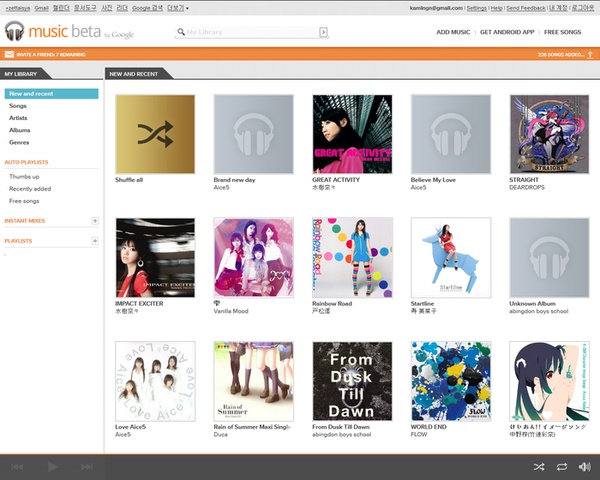 +zetlaisya Gmail 캘린더 문서도구 사진 리더 Google 검색 더보기
kamingn@gmail.com | Settings | Help | Send Feedback | 내 계정 | 로그아웃
music beta by Google
My Library
ADD MUSIC | GET ANDROID APP | FREE SONGS
INVITE A FRIEND: 7 REMAINING
220 SONGS ADDED...
MY LIBRARY
NEW AND RECENT
New and recent
Songs
Artists
Albums
Genres
AUTO PLAYLISTS
Thumbs up
Recently added
Free songs
INSTANT MIXES
PLAYLISTS
Shuffle all
Brand new day
Aice5
GREAT ACTIVITY
GREAT ACTIVITY
水樹奈々
Believe My Love
Aice5
STRAIGHT
STRAIGHT
DEARDROPS
IMPACT EXCITER
IMPACT EXCITER
水樹奈々
雫
Vanilla Mood
Rainbow Road
Rainbow Road
戸松遥
Startline
Startline
寿 美菜子
Unknown Album
abingdon boys school
Love Aice5
Love Aice5
Aice5
Rain of Summer
Rain of Summer Maxi Single
Duca
From Dusk Till Dawn
From Dusk Till Dawn
abingdon boys school
FLOW
WORLD END
FLOW
けいおん!! イメージソング
中野梓(竹達彩奈)